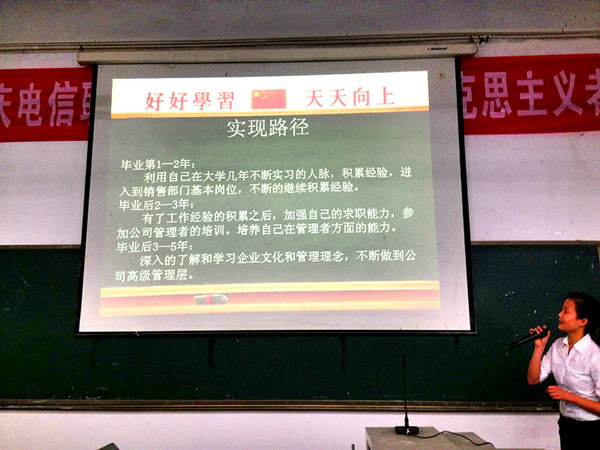 庆电信职
克思主义者
好好學習 天天向上
实现路径
毕业第1—2年：
利用自己在大学几年不断实习的人脉，积累经验，进
入到销售部门基本岗位，不断的继续积累经验。
毕业后2—3年：
有了工作经验的积累之后，加强自己的求职能力，参
加公司管理者的培训。培养自己在管理者方面的能力。
毕业后3—5年：
深入的了解和学习企业文化和管理理念，不断做到公
司高级管理层。